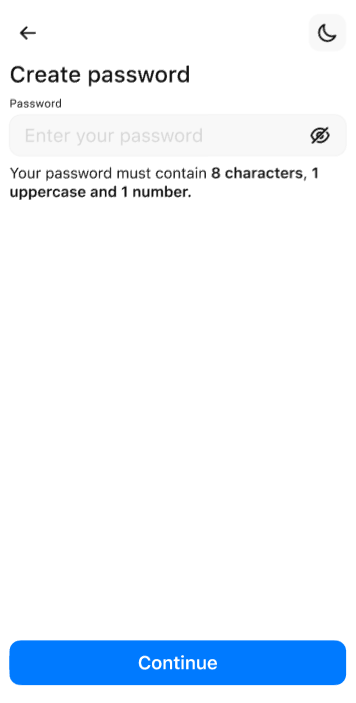 Create password
Password
Enter your password
Your password must contain 8 characters, 1
uppercase and 1 number.
Continue